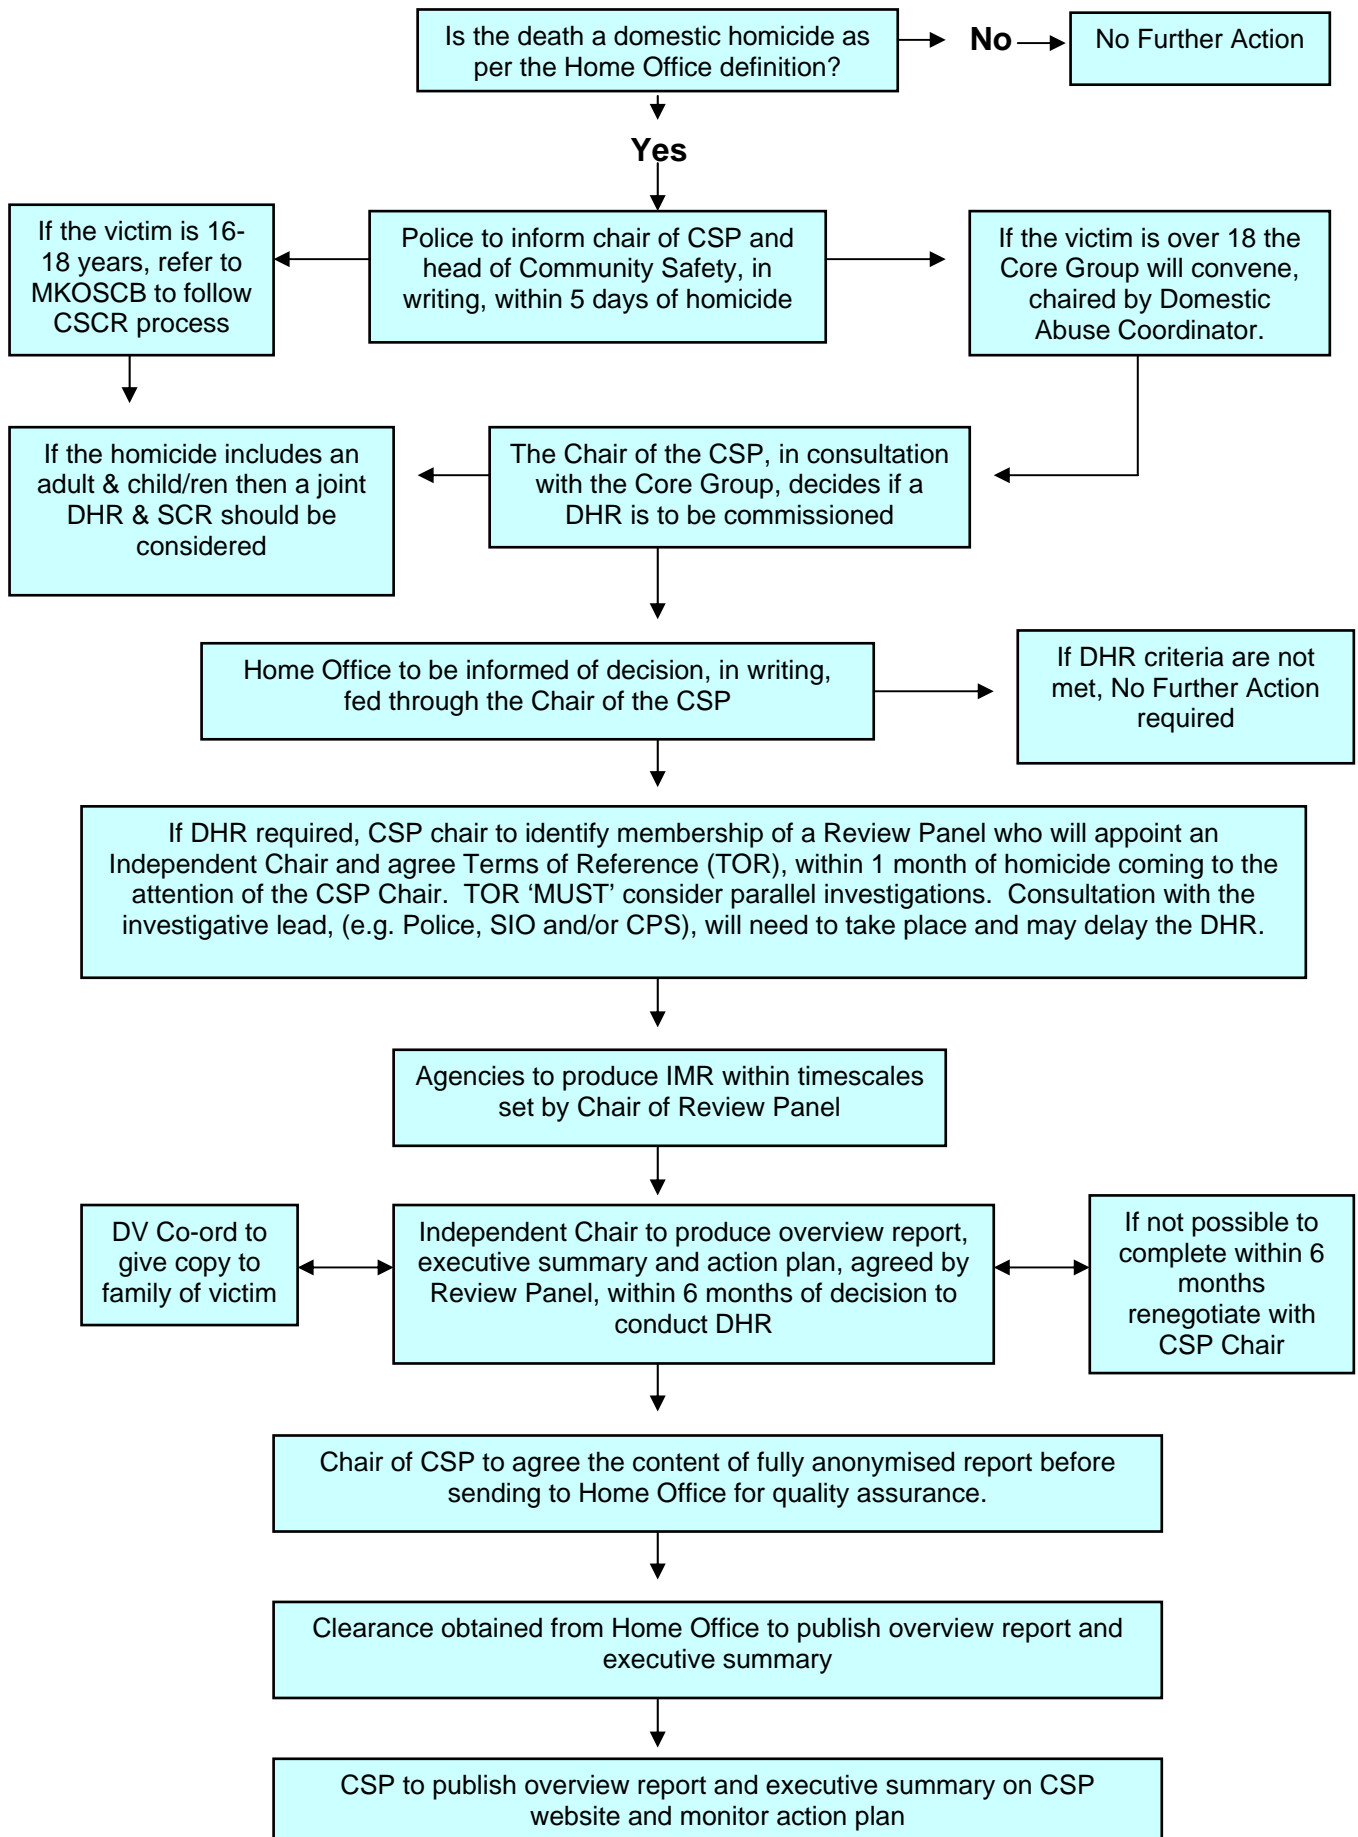 Is the death a domestic homicide as
per the Home Office definition?
No
No Further Action
Yes
If the victim is 16-
18 years, refer to
MKOSCB to follow
CSCR process
Police to inform chair of CSP and
head of Community Safety, in
writing, within 5 days of homicide
If the victim is over 18 the
Core Group will convene,
chaired by Domestic
Abuse Coordinator.
If the homicide includes an
adult & child/ren then a joint
DHR & SCR should be
considered
The Chair of the CSP, in consultation
with the Core Group, decides if a
DHR is to be commissioned
Home Office to be informed of decision, in writing,
fed through the Chair of the CSP
If DHR criteria are not
met, No Further Action
required
If DHR required, CSP chair to identify membership of a Review Panel who will appoint an
Independent Chair and agree Terms of Reference (TOR), within 1 month of homicide coming to the
attention of the CSP Chair.  TOR ‘MUST’ consider parallel investigations.  Consultation with the
investigative lead, (e.g. Police, SIO and/or CPS), will need to take place and may delay the DHR.
Agencies to produce IMR within timescales
set by Chair of Review Panel
DV Co-ord to
give copy to
family of victim
Independent Chair to produce overview report,
executive summary and action plan, agreed by
Review Panel, within 6 months of decision to
conduct DHR
If not possible to
complete within 6
months
renegotiate with
CSP Chair
Chair of CSP to agree the content of fully anonymised report before
sending to Home Office for quality assurance.
Clearance obtained from Home Office to publish overview report and
executive summary
CSP to publish overview report and executive summary on CSP
website and monitor action plan